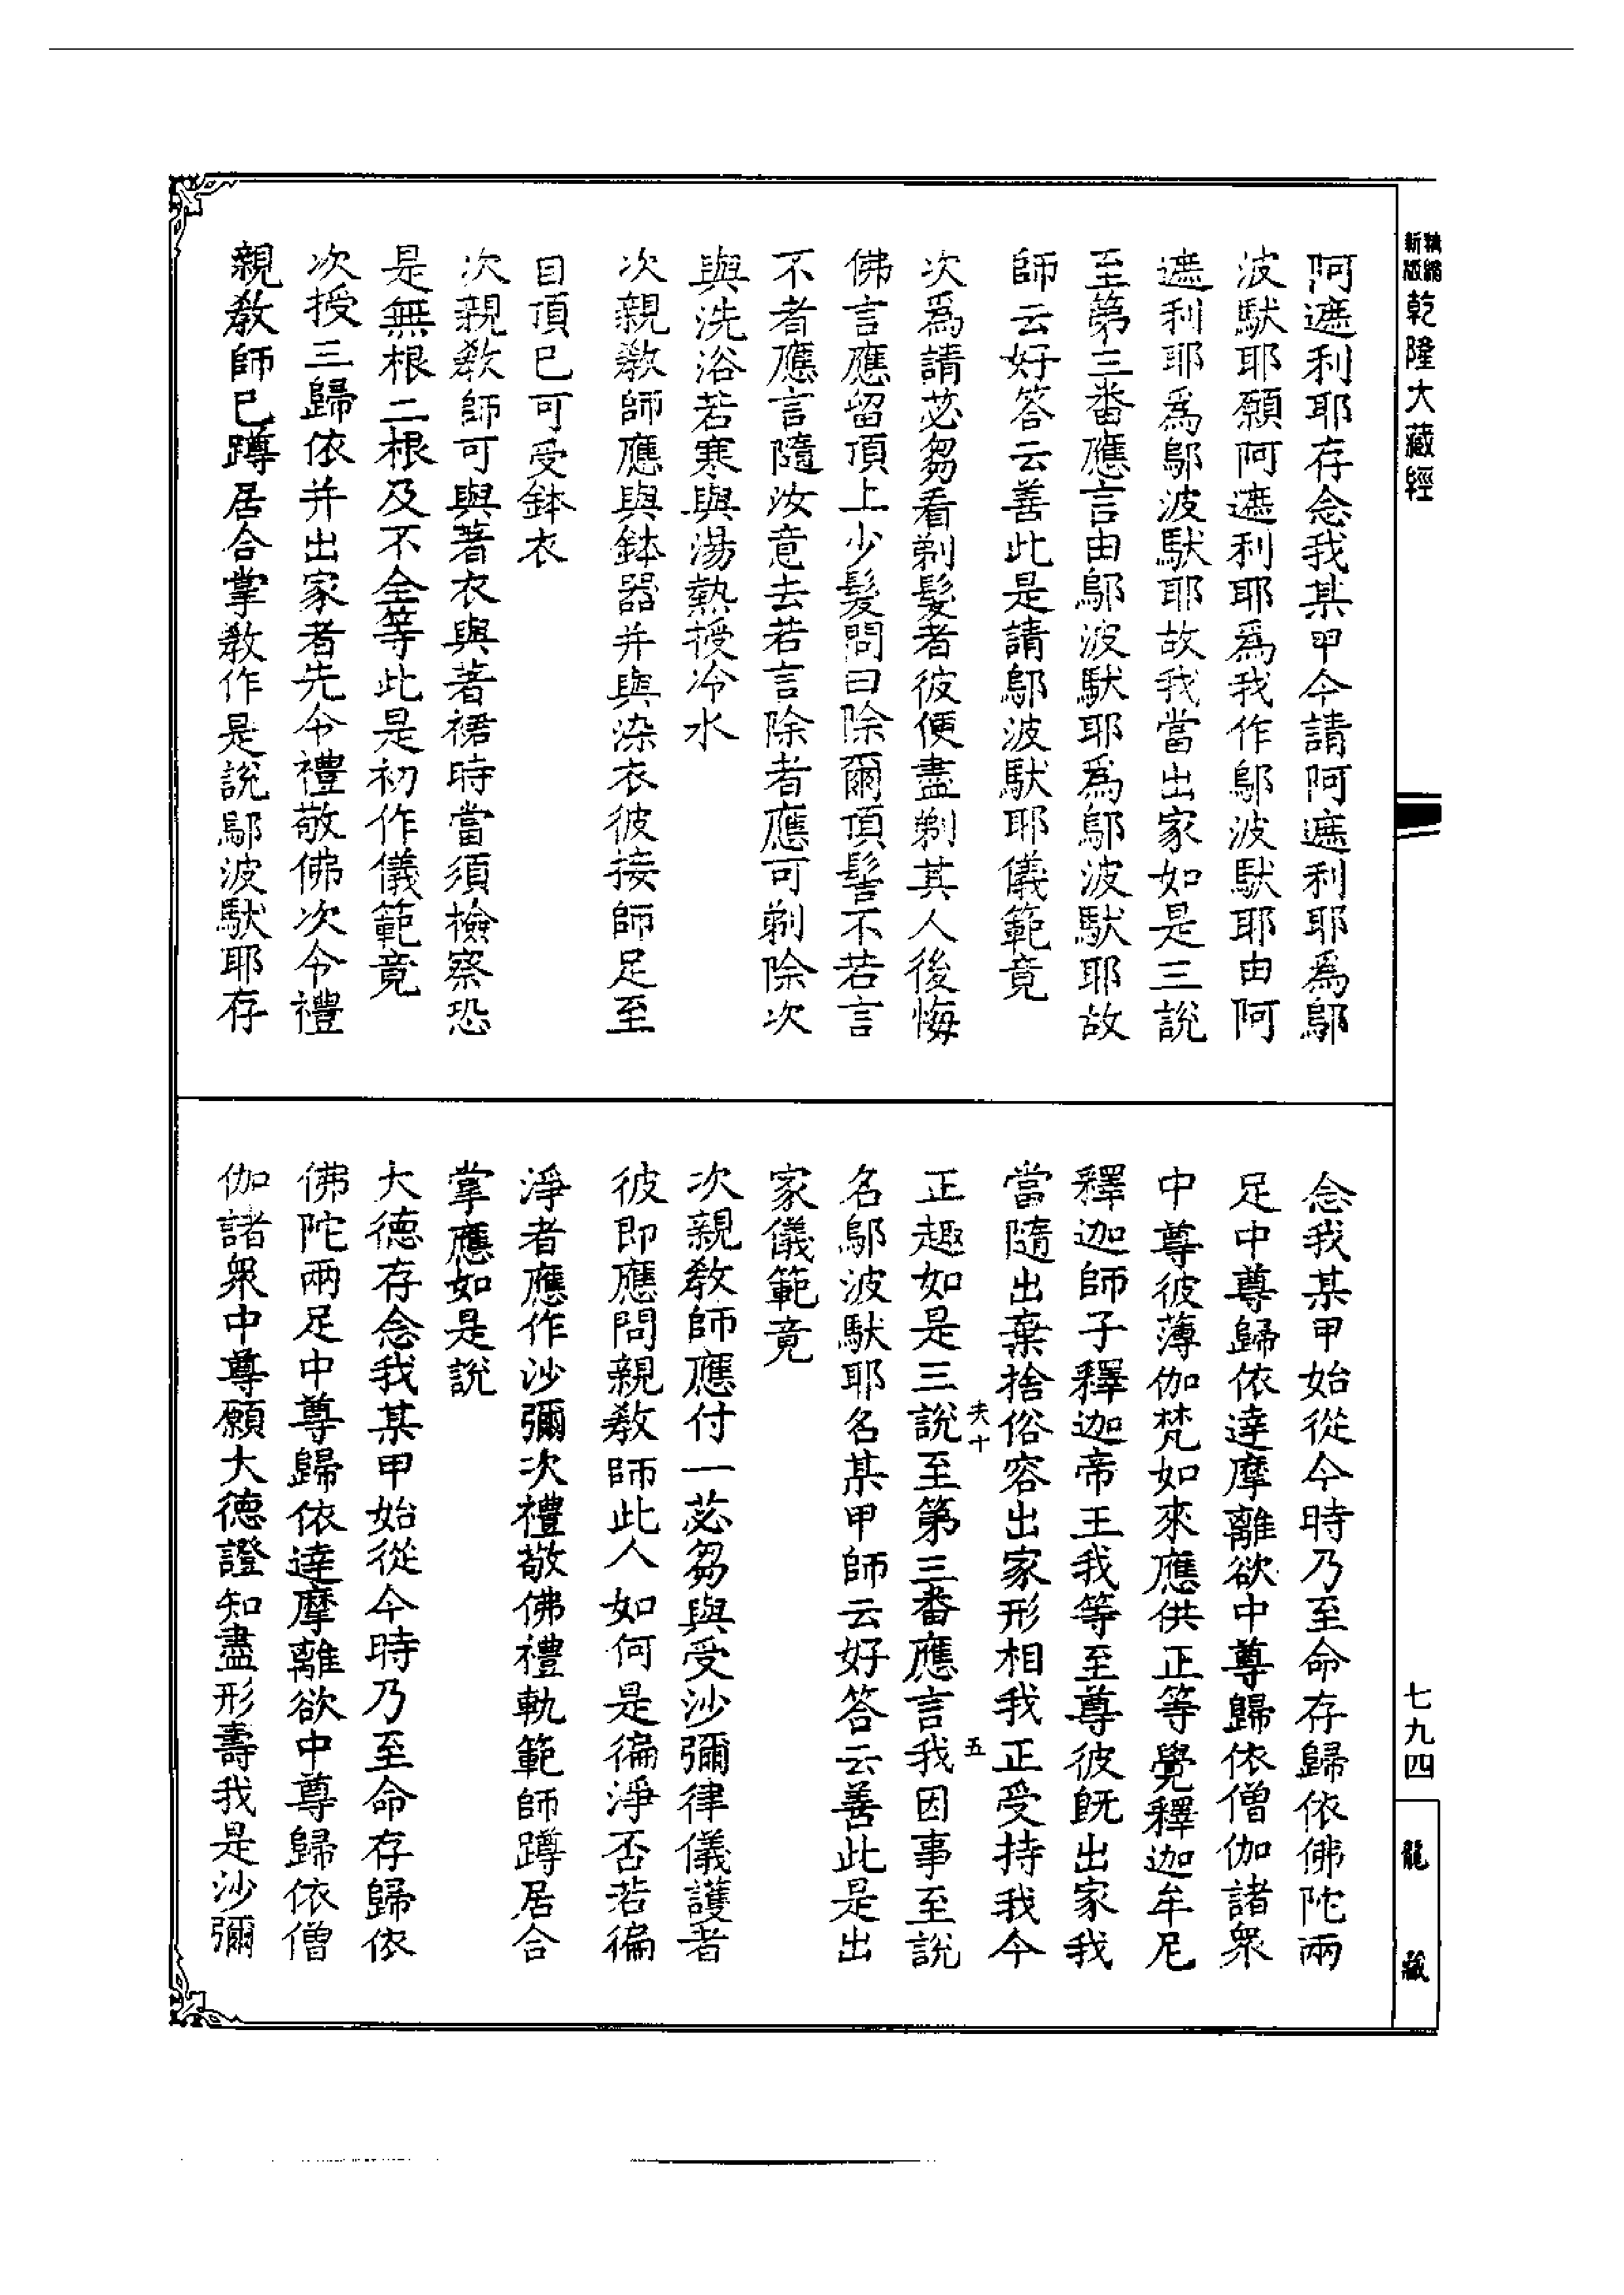 新版
精縮
乾隆大藏經
阿遮利耶存念我某甲今請阿遮利耶爲鄔
波馱耶願阿遮利耶爲我作鄔波馱耶由阿
遮利耶爲鄔波馱耶故我當出家如是三說
至第三番應言由鄔波馱耶爲鄔波馱耶故
師云好答云善此是請鄔波馱耶儀範竟
次爲請苾芻看剃髮者彼便盡剃其人後悔
佛言應留頂上少髮問曰除爾頂髻不若言
不者應言隨汝意去若言除者應可剃除次
與洗浴若寒與湯熱授冷水
次親教師應與鉢器并與染衣彼接師足至
目頂已可受鉢衣
次親教師可與著衣與著裙時當須檢察恐
是無根二根及不全等此是初作儀範竟
次授三歸依并出家者先令禮敬佛次令禮
親教師已蹲居合掌教作是說鄔波馱耶存
念我某甲始從今時乃至命存歸依佛陀兩
足中尊歸依達摩離欲中尊歸依僧伽諸衆
中尊彼薄伽梵如來應供正等覺釋迦牟尼
釋迦師子釋迦帝王我等至尊彼既出家我
當隨出棄捨俗容出家形相我正受持我今
夫十
五
正趣如是三說至第三番應言我因事至說
名鄔波馱耶名某甲師云好答云善此是出
家儀範竟
次親教師應付一苾芻與受沙彌律儀護者
彼即應問親教師此人如何是徧淨否若徧
淨者應作沙彌次禮敬佛禮軌範師蹲居合
掌應如是說
大德存念我某甲始從今時乃至命存歸依
佛陀兩足中尊歸依達摩離欲中尊歸依僧
伽諸衆中尊願大德證知盡形壽我是沙彌
七九四
龍藏